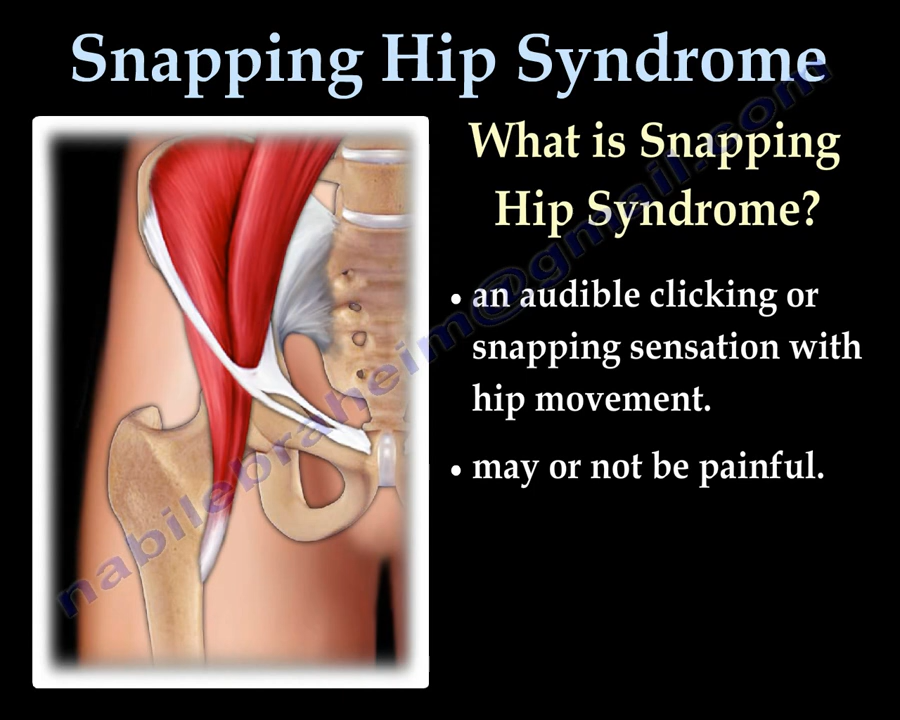 Snapping Hip Syndrome
What is Snapping
Hip Syndrome?
• an audible clicking or
snapping sensation with
hip movement.
• may or not be painful.
nabilebraheim@gmail.com